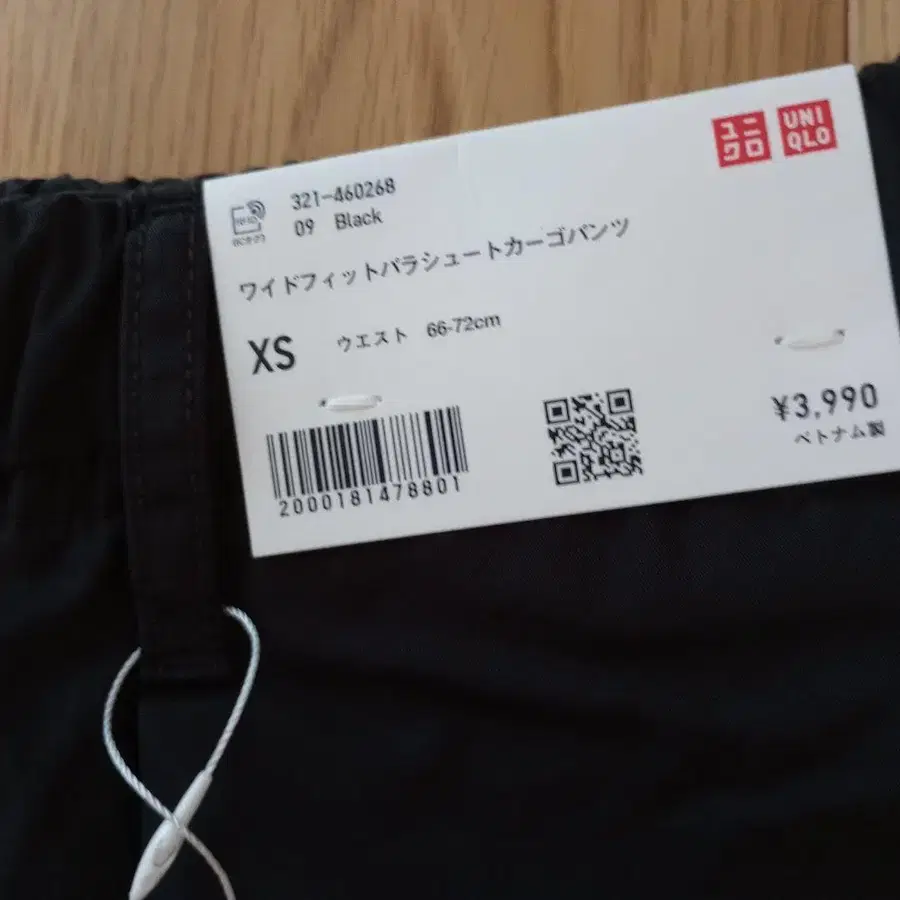 ユニクロ
UNIQLO
321-460268
09 Black
ワイドフィットパラシュートカーゴパンツ
XS ウエスト 66-72cm
¥3,990
ベトナム製
2000181478801